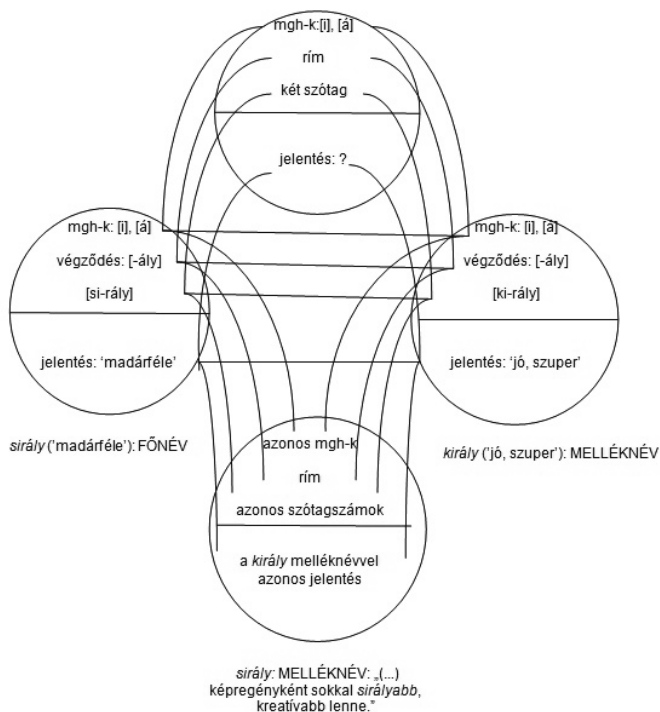 mgh-k:[i], [á]
rím
két szótag
jelentés: ?
mgh-k: [i], [á]
végződés: [-ály]
[si-rály]
jelentés: ‘madárféle’
sirály (’madárféle’): FŐNÉV
mgh-k: [i], [á]
végződés: [-ály]
[ki-rály]
jelentés: ‘jó, szuper’
király (’jó, szuper’): MELLÉKNÉV
azonos mgh-k
rím
azonos szótagszámok
a király melléknévvel
azonos jelentés
sirály: MELLÉKNÉV: „(...)
képregényként sokkal sirályabb,
kreatívabb lenne.”